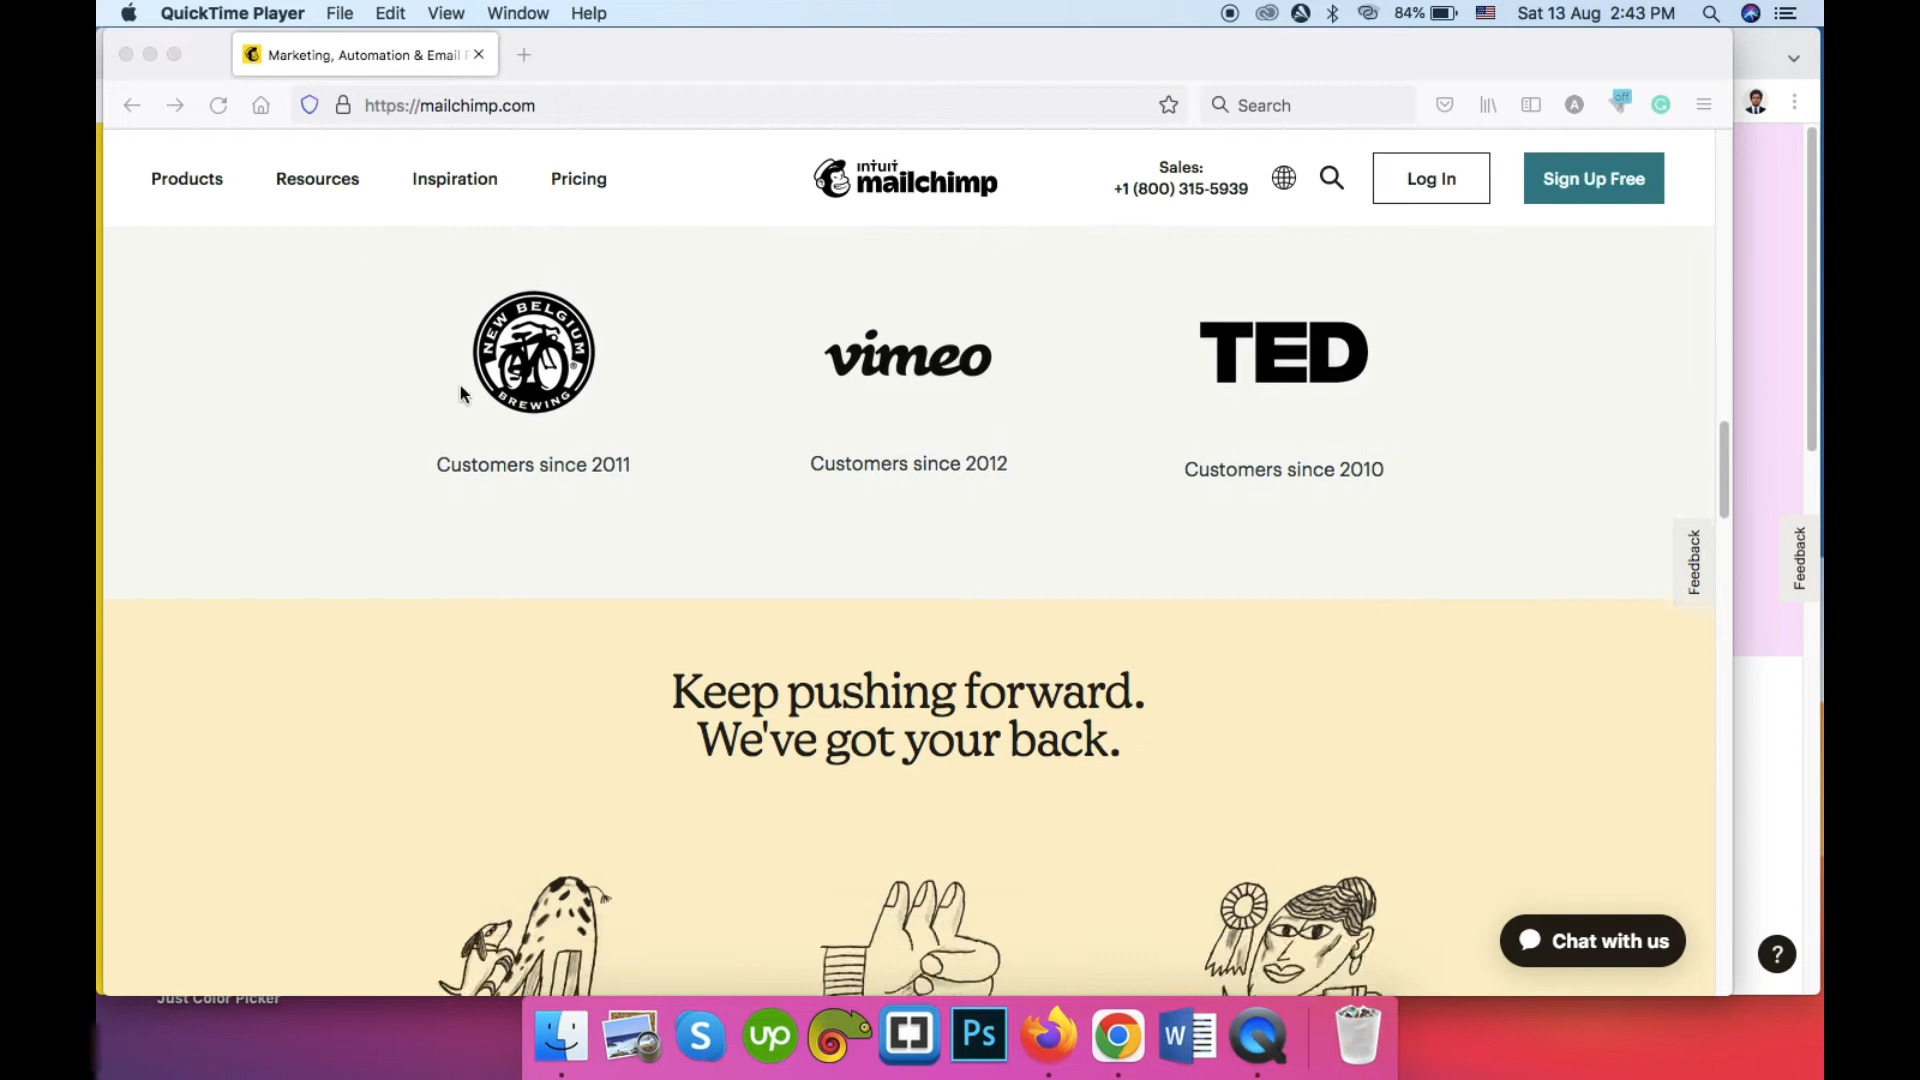 QuickTime Player File Edit View Window Help 84% Sat 13 Aug 2:43 PM
Marketing, Automation & Email
https://mailchimp.com Search A off
Products Resources Inspiration Pricing INTUIT mailchimp Sales: +1 (800) 315-5939 Log In Sign Up Free
NEW BELGIUM BREWING ® vimeo TED
Customers since 2011 Customers since 2012 Customers since 2010
Feedback Feedback
Keep pushing forward.
We've got your back.
Chat with us ?
Just Color Picker
S up Ps W